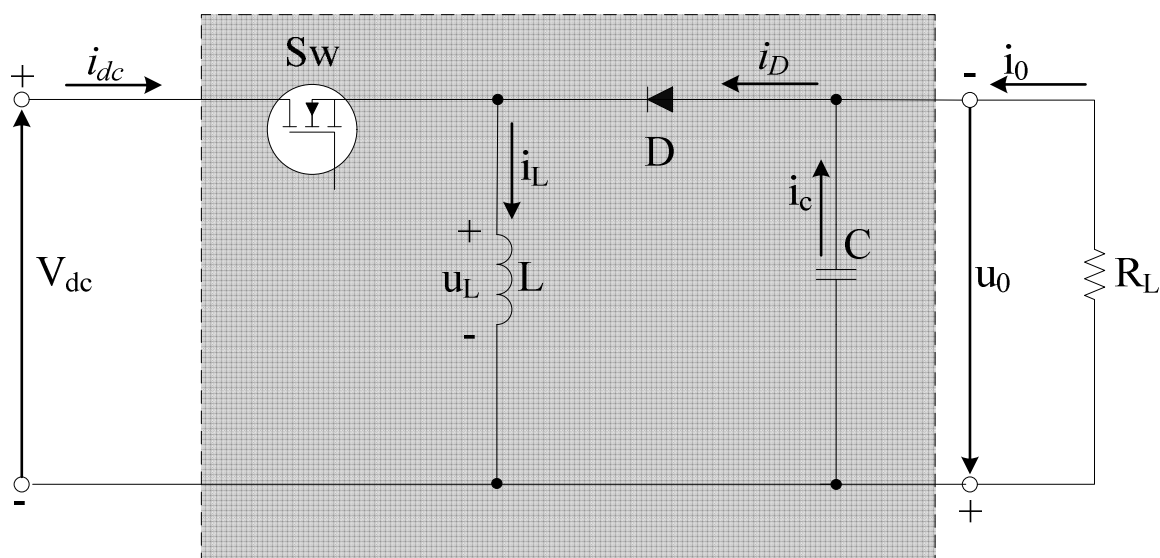 Sw
+
i_dc
i_D
-
i_0
D
i_L
i_c
+
C
V_dc
u_L
L
u_0
R_L
-
-
+